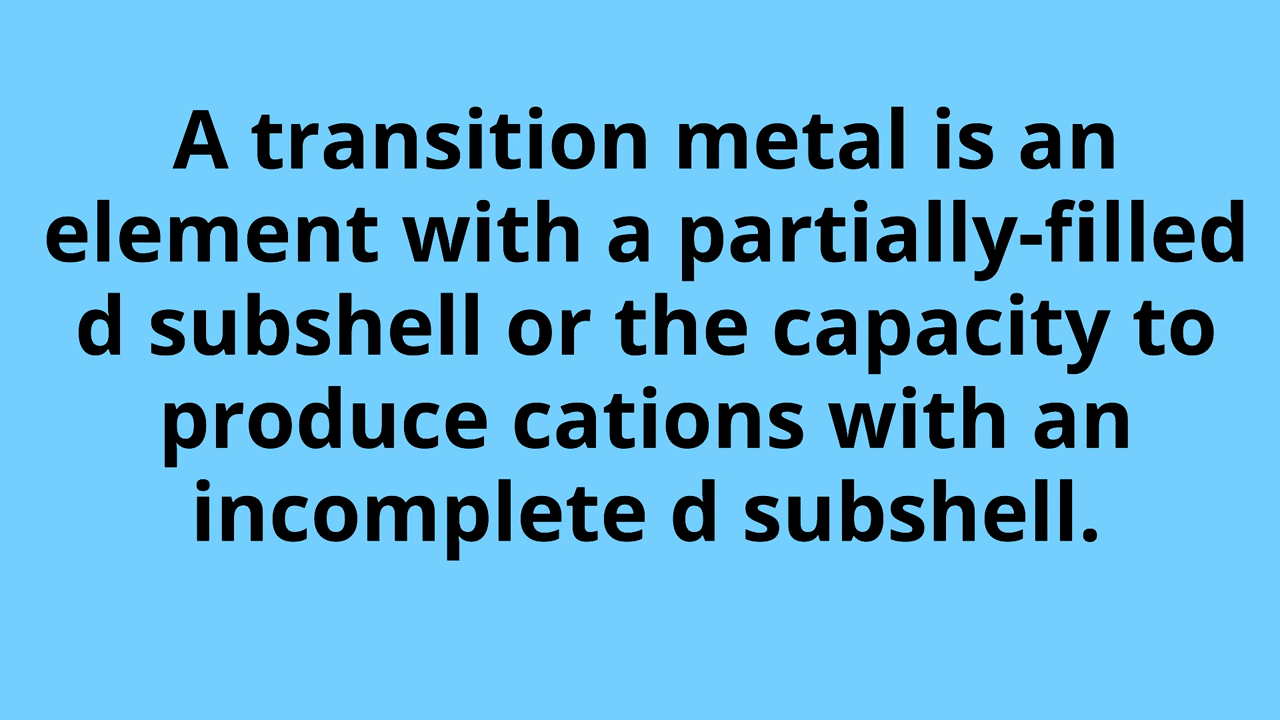 A transition metal is an
element with a partially-filled
d subshell or the capacity to
produce cations with an
incomplete d subshell.